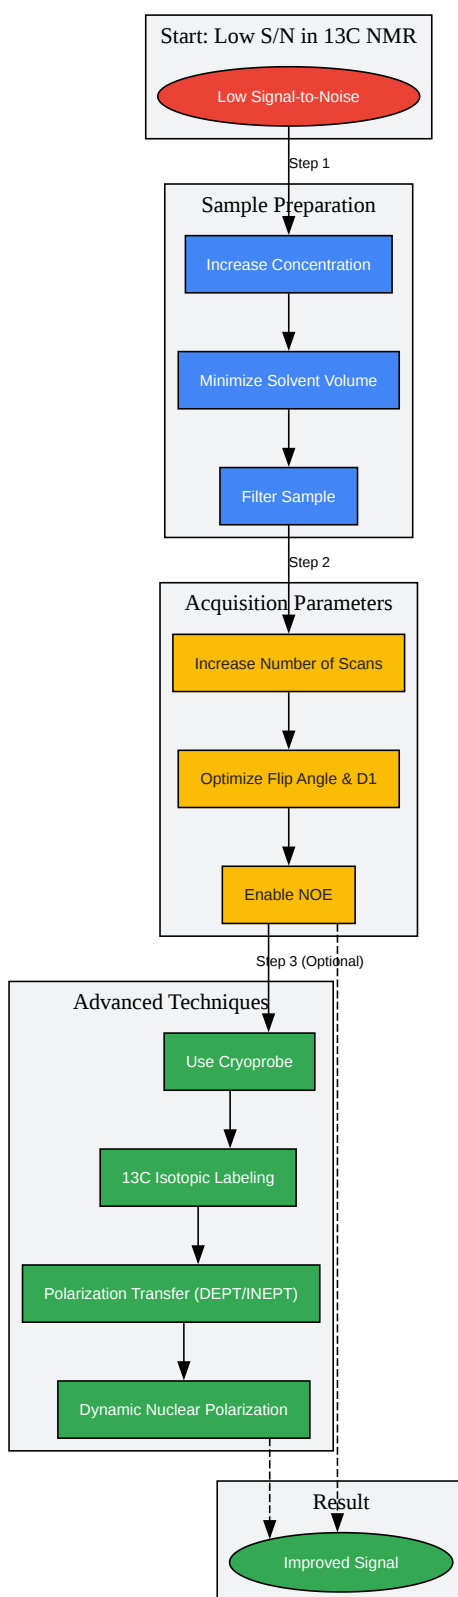 Start: Low S/N in 13C NMR
Low Signal-to-Noise
Step 1
Sample Preparation
Increase Concentration
Minimize Solvent Volume
Filter Sample
Step 2
Acquisition Parameters
Increase Number of Scans
Optimize Flip Angle & D1
Enable NOE
Step 3 (Optional)
Advanced Techniques
Use Cryoprobe
13C Isotopic Labeling
Polarization Transfer (DEPT/INEPT)
Dynamic Nuclear Polarization
Result
Improved Signal